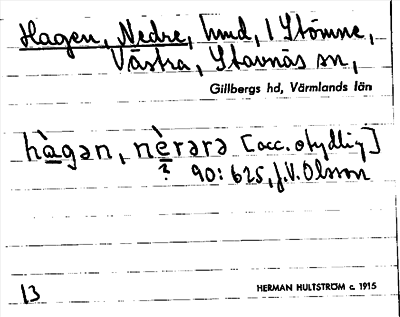 Hagen, Nedre, hmd, i Stömne,
Västra, Stavnäs sn,
Gillbergs hd, Värmlands län
hàgən, nèrərə [acc. otydlig]
? 90: 625, J.V. Olsson
13
HERMAN HULTSTRÖM c. 1915